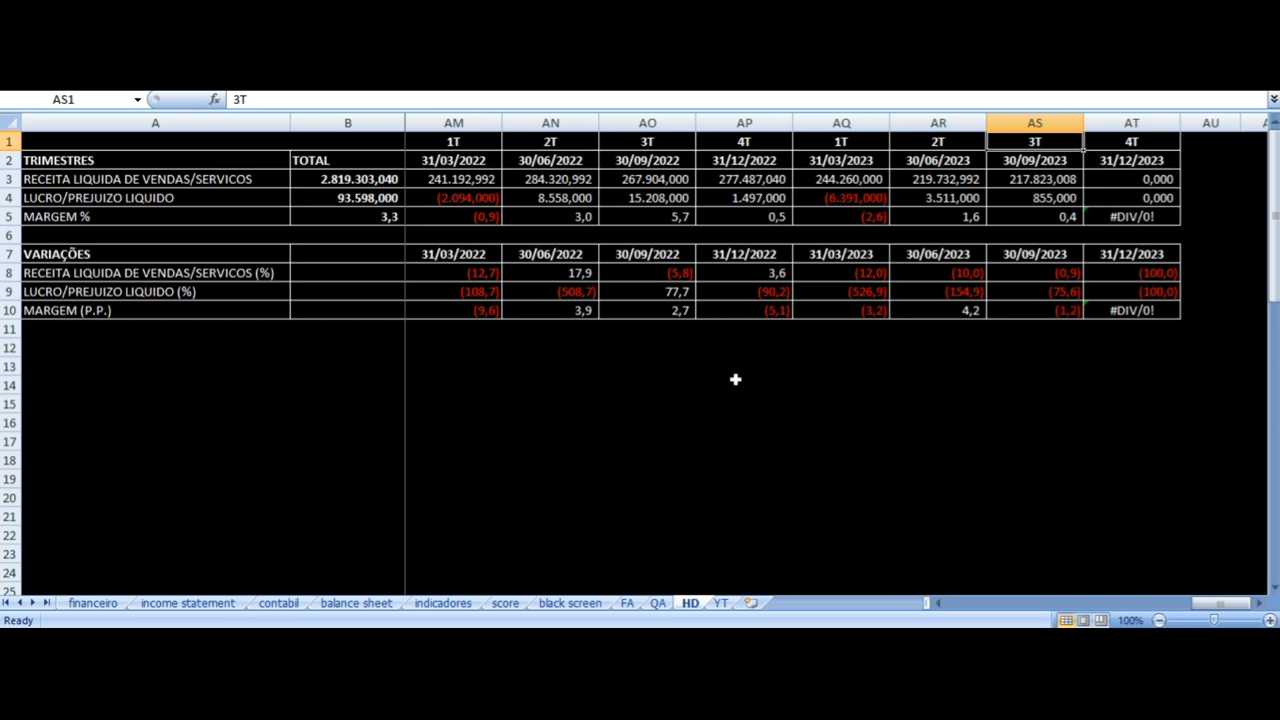 AS1 fx 3T
A B AM AN AO AP AQ AR AS AT AU
1 1T 2T 3T 4T 1T 2T 3T 4T
2 TRIMESTRES TOTAL 31/03/2022 30/06/2022 30/09/2022 31/12/2022 31/03/2023 30/06/2023 30/09/2023 31/12/2023
3 RECEITA LIQUIDA DE VENDAS/SERVICOS 2.819.303,040 241.192,992 284.320,992 267.904,000 277.487,040 244.260,000 219.732,992 217.823,008 0,000
4 LUCRO/PREJUIZO LIQUIDO 93.598,000 (2.094,000) 8.558,000 15.208,000 1.497,000 (6.391,000) 3.511,000 855,000 0,000
5 MARGEM % 3,3 (0,9) 3,0 5,7 0,5 (2,6) 1,6 0,4 #DIV/0!
6
7 VARIAÇÕES 31/03/2022 30/06/2022 30/09/2022 31/12/2022 31/03/2023 30/06/2023 30/09/2023 31/12/2023
8 RECEITA LIQUIDA DE VENDAS/SERVICOS (%) (12,7) 17,9 (5,8) 3,6 (12,0) (10,0) (0,9) (100,0)
9 LUCRO/PREJUIZO LIQUIDO (%) (108,7) (508,7) 77,7 (90,2) (526,9) (154,9) (75,6) (100,0)
10 MARGEM (P.P.) (9,6) 3,9 2,7 (5,1) (3,2) 4,2 (1,2) #DIV/0!
11
12
13
14
15
16
17
18
19
20
21
22
23
24
25
financeiro income statement contabil balance sheet indicadores score black screen FA QA HD YT
Ready 100%